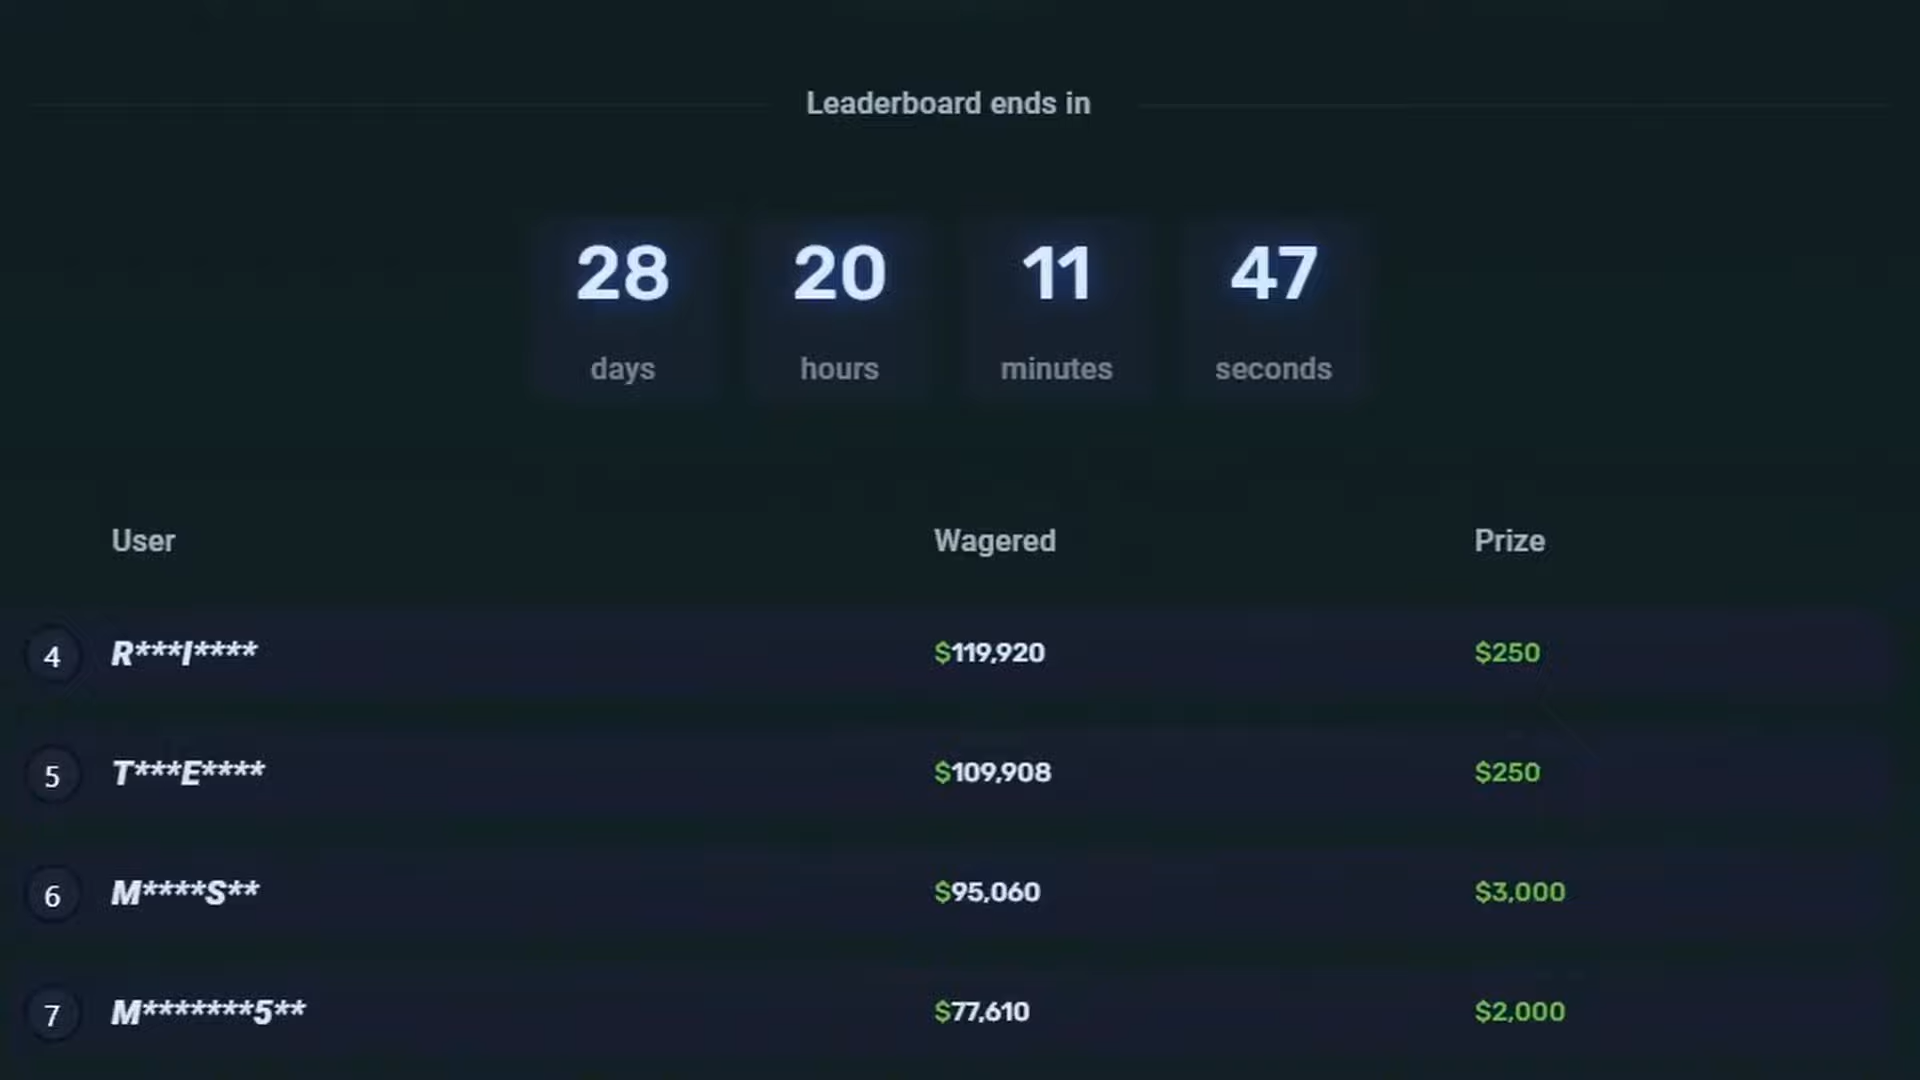 Leaderboard ends in
28 20 11 47
days hours minutes seconds
User Wagered Prize
4 R***I**** $119,920 $250
5 T***E**** $109,908 $250
6 M****S** $95,060 $3,000
7 M*******5** $77,610 $2,000